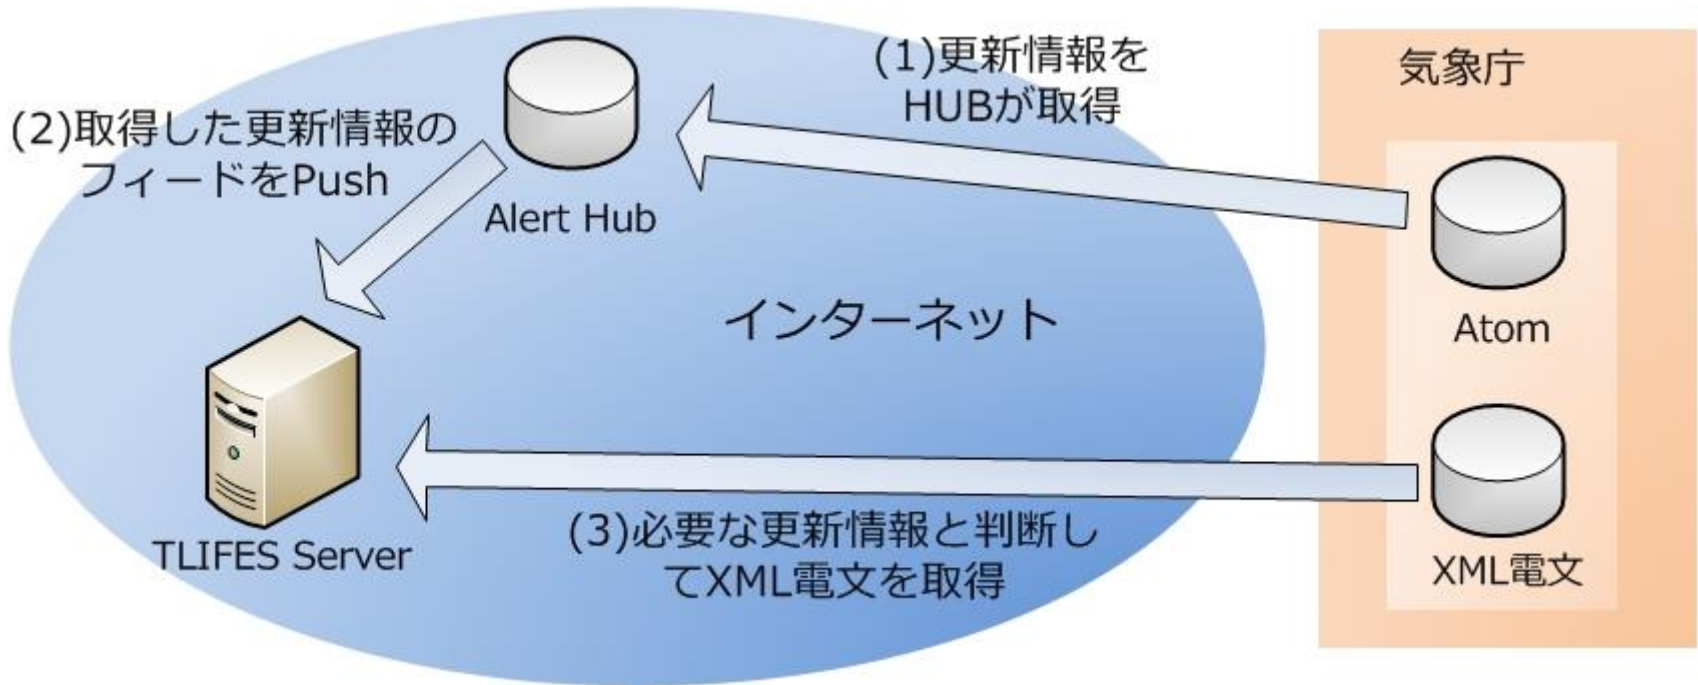 (1)更新情報を
HUBが取得
気象庁
(2)取得した更新情報の
フィードをPush
Alert Hub
インターネット
Atom
TLIFES Server
(3)必要な更新情報と判断し
てXML電文を取得
XML電文